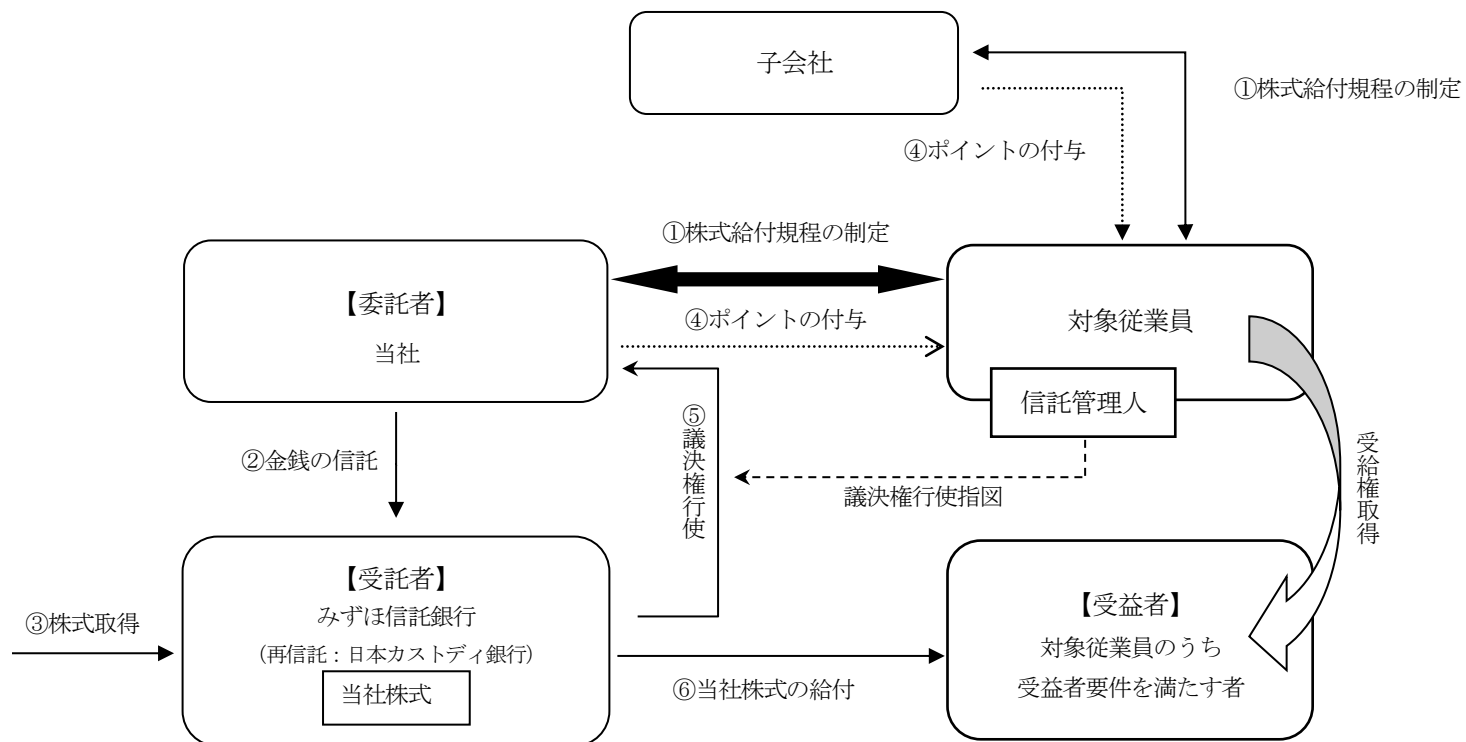 子会社
①株式給付規程の制定
④ポイントの付与
①株式給付規程の制定
【委託者】
当社
④ポイントの付与
対象従業員
信託管理人
②金銭の信託
⑤議決権行使
議決権行使指図
受給権取得
【受託者】
みずほ信託銀行
(再信託：日本カストディ銀行)
当社株式
③株式取得
⑥当社株式の給付
【受益者】
対象従業員のうち
受益者要件を満たす者